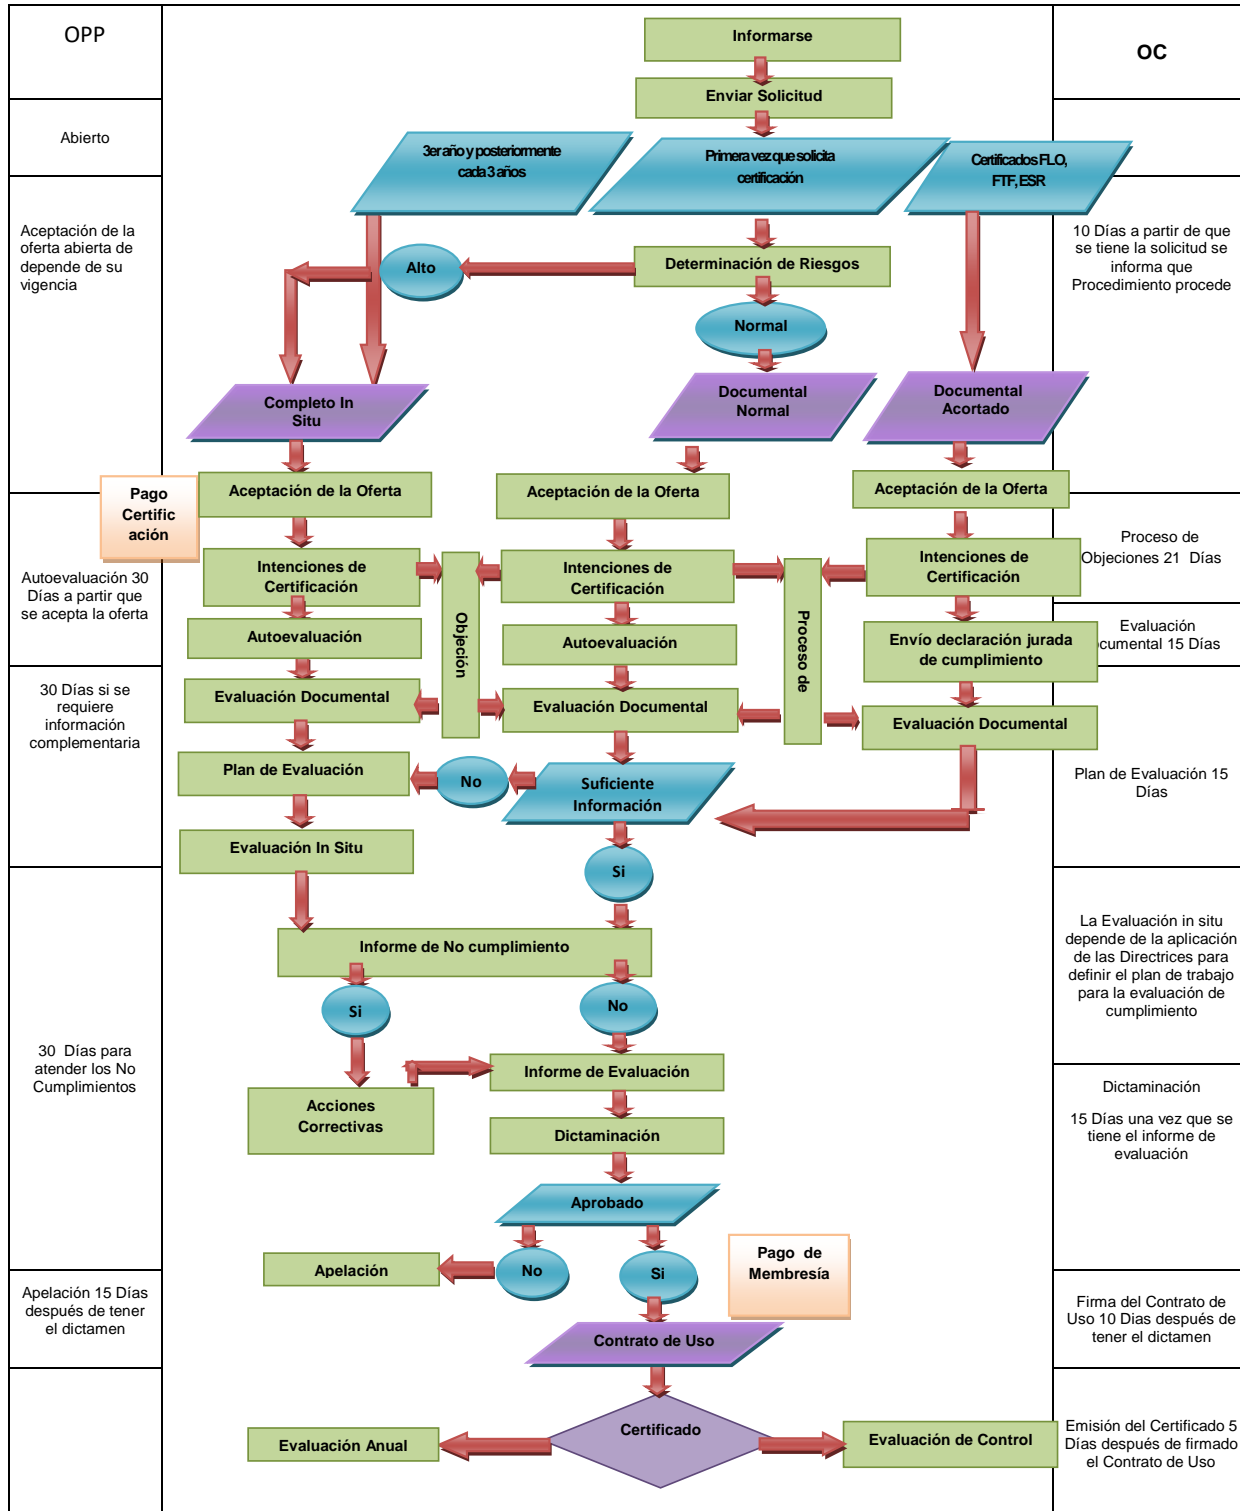 OPP
OC
Informarse
Enviar Solicitud
Abierto
3er año y posteriormente
cada 3 años
Primera vez que solicita
certificación
Certificados FLO,
FTF, ESR
Aceptación de la
oferta abierta de
depende de su
vigencia
10 Días a partir de que
se tiene la solicitud se
informa que
Procedimiento procede
Alto
Determinación de Riesgos
Normal
Completo In
Situ
Documental
Normal
Documental
Acortado
Pago
Certific
ación
Aceptación de la Oferta
Aceptación de la Oferta
Aceptación de la Oferta
Proceso de
Objeciones 21 Días
Autoevaluación 30
Días a partir que
se acepta la oferta
Intenciones de
Certificación
Objeción
Intenciones de
Certificación
Proceso de
Intenciones de
Certificación
Autoevaluación
Autoevaluación
Envío declaración jurada
de cumplimiento
Evaluación
ocumental 15 Días
30 Días si se
requiere
información
complementaria
Evaluación Documental
Evaluación Documental
Evaluación Documental
Plan de Evaluación
No
Suficiente
Información
Plan de Evaluación 15
Días
Evaluación In Situ
Si
Informe de No cumplimiento
La Evaluación in situ
depende de la aplicación
de las Directrices para
definir el plan de trabajo
para la evaluación de
cumplimiento
Si
No
30 Días para
atender los No
Cumplimientos
Informe de Evaluación
Acciones
Correctivas
Dictaminación
Dictaminación
15 Días una vez que se
tiene el informe de
evaluación
Aprobado
Apelación
No
Si
Pago de
Membresía
Apelación 15 Días
después de tener
el dictamen
Contrato de Uso
Firma del Contrato de
Uso 10 Dias después de
tener el dictamen
Certificado
Evaluación Anual
Evaluación de Control
Emisión del Certificado 5
Días después de firmado
el Contrato de Uso